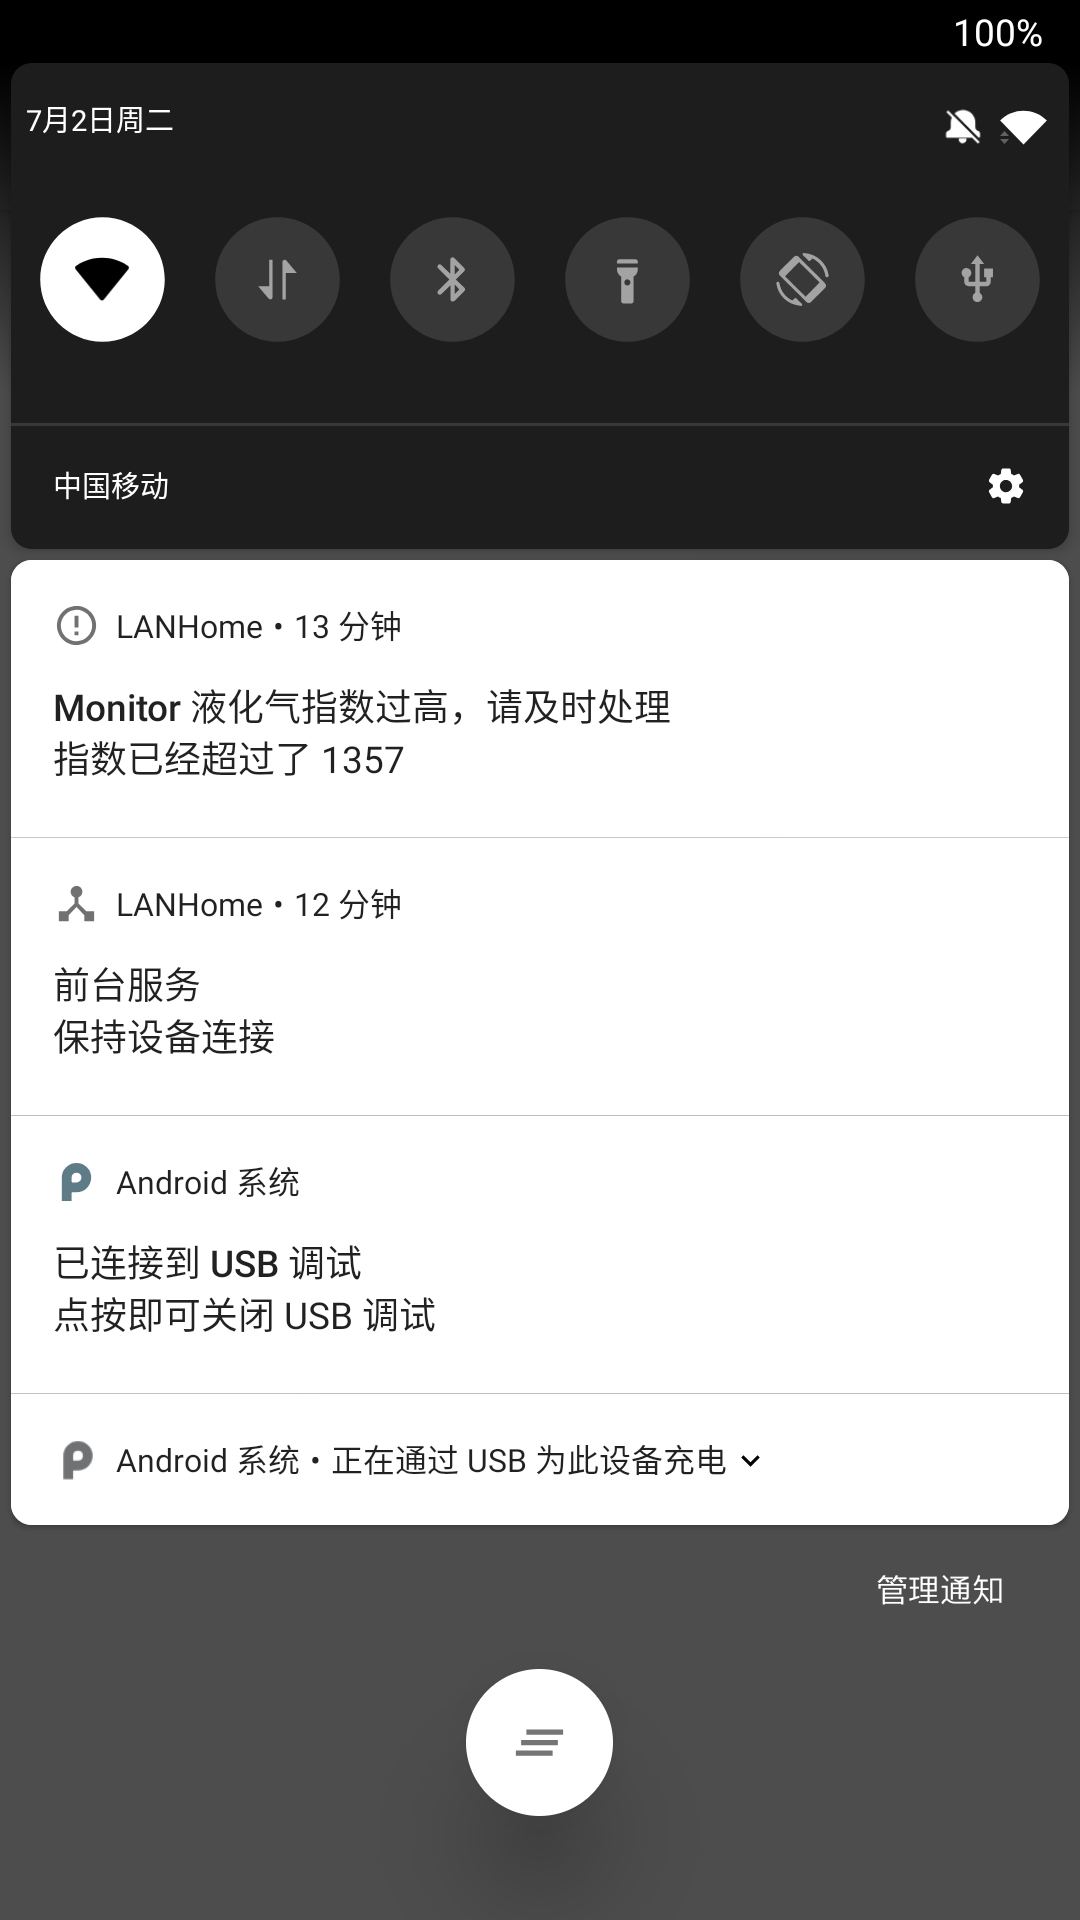 100%
7月2日周二
中国移动
LANHome • 13 分钟
Monitor 液化气指数过高，请及时处理
指数已经超过了 1357
LANHome • 12 分钟
前台服务
保持设备连接
Android 系统
已连接到 USB 调试
点按即可关闭 USB 调试
Android 系统 • 正在通过 USB 为此设备充电
管理通知